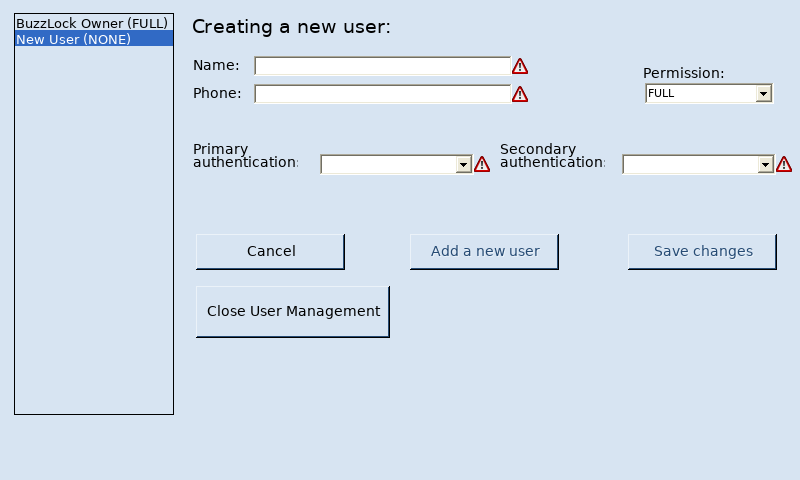 BuzzLock Owner (FULL)
New User (NONE)
Creating a new user:
Name:
Phone:
Permission:
FULL
Primary
authentication:
Secondary
authentication:
Cancel
Add a new user
Save changes
Close User Management